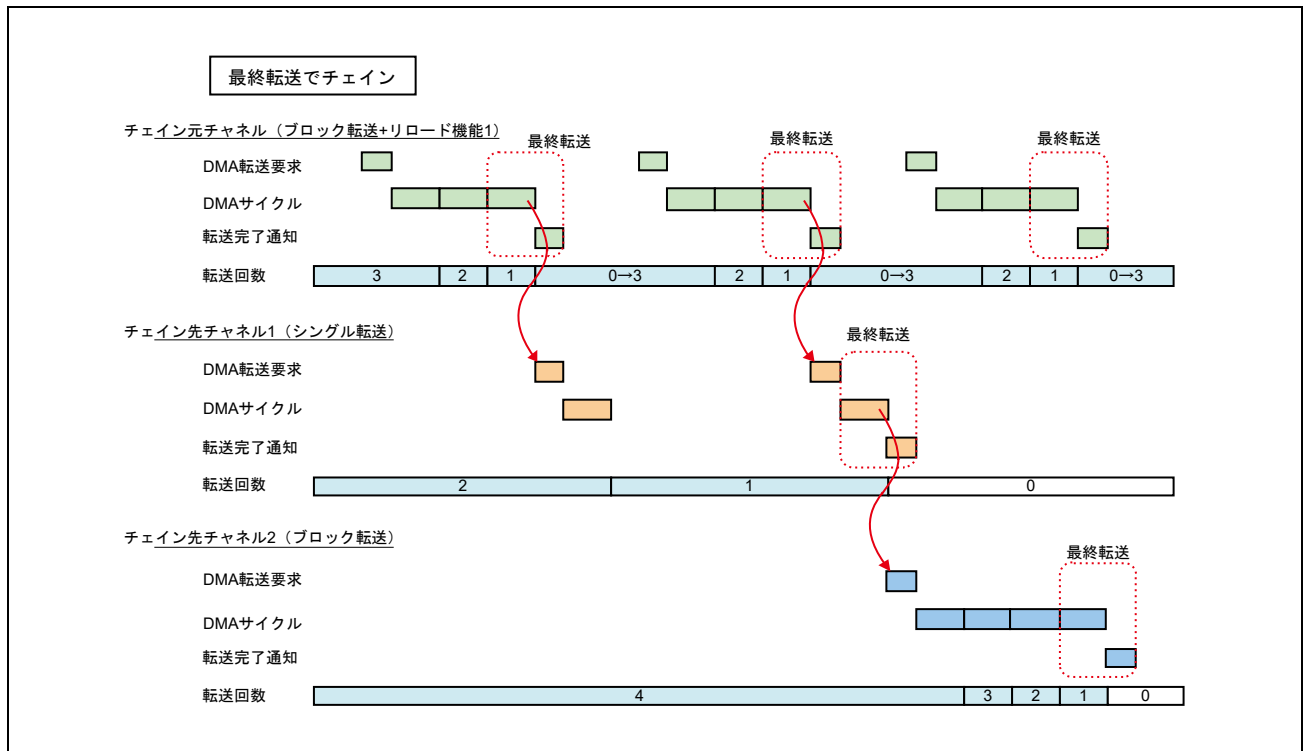 最終転送でチェイン
チェイン元チャネル（ブロック転送+リロード機能1）
最終転送 最終転送 最終転送
DMA転送要求
DMAサイクル
転送完了通知
転送回数 3 2 1 0→3 2 1 0→3 2 1 0→3
チェイン先チャネル1（シングル転送）
最終転送
DMA転送要求
DMAサイクル
転送完了通知
転送回数 2 1 0
チェイン先チャネル2（ブロック転送）
最終転送
DMA転送要求
DMAサイクル
転送完了通知
転送回数 4 3 2 1 0